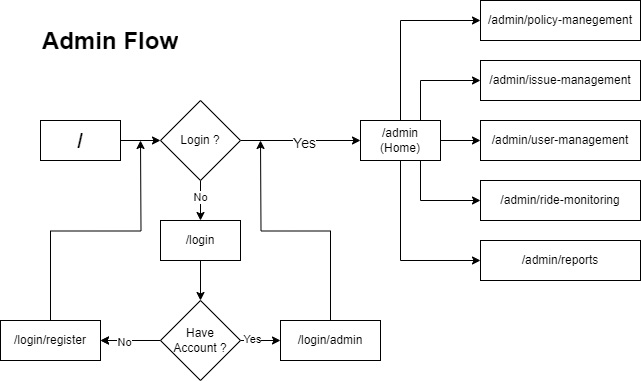 Admin Flow
/
Login ?
Yes
/admin
(Home)
/admin/policy-manegement
/admin/issue-management
/admin/user-management
/admin/ride-monitoring
/admin/reports
No
/login
Have
Account ?
No
/login/register
Yes
/login/admin